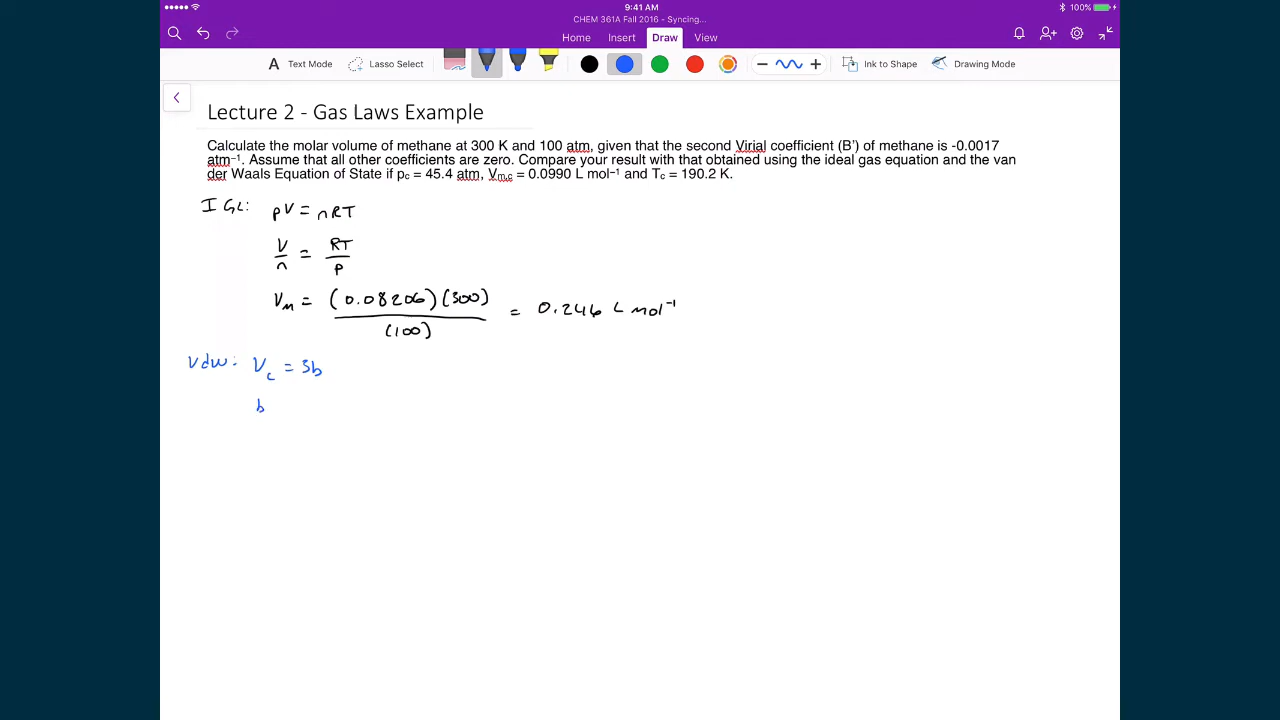 9:41 AM
100%
CHEM 361A Fall 2016 - Syncing...
Home Insert Draw View
A Text Mode Lasso Select Ink to Shape Drawing Mode
Lecture 2 - Gas Laws Example
Calculate the molar volume of methane at 300 K and 100 atm, given that the second Virial coefficient (B') of methane is -0.0017
atm⁻¹. Assume that all other coefficients are zero. Compare your result with that obtained using the ideal gas equation and the van
der Waals Equation of State if pc = 45.4 atm, Vm,c = 0.0990 L mol⁻¹ and Tc = 190.2 K.
IGL: pV = nRT
V/n = RT/p
Vm = (0.08206)(300)/(100) = 0.246 L mol⁻¹
Vdw: Vc = 3b
b